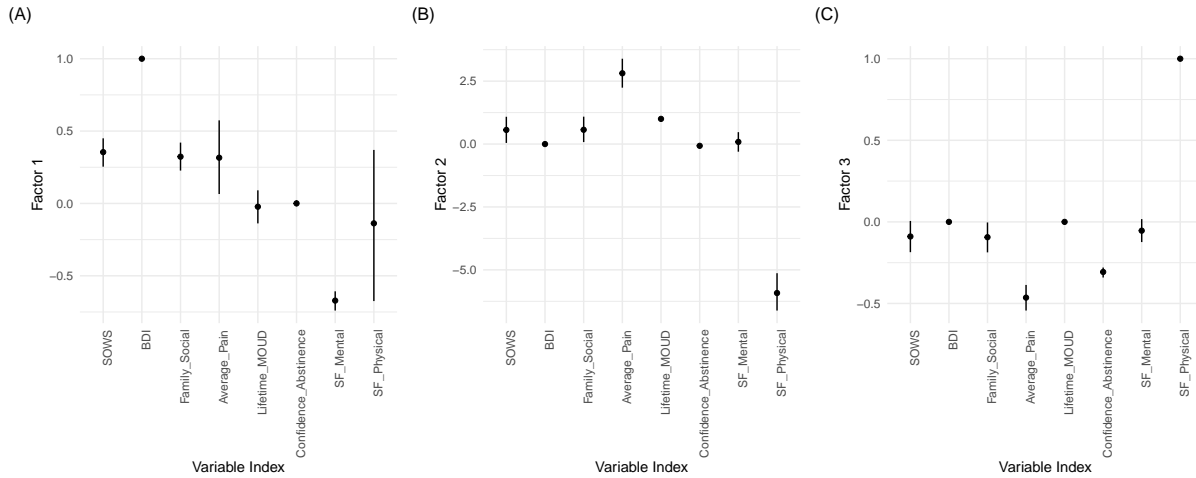 (A)
Factor 1
1.0
0.5
0.0
−0.5
SOWS
BDI
Family_Social
Average_Pain
Lifetime_MOUD
Confidence_Abstinence
SF_Mental
SF_Physical
Variable Index
(B)
Factor 2
2.5
0.0
−2.5
−5.0
SOWS
BDI
Family_Social
Average_Pain
Lifetime_MOUD
Confidence_Abstinence
SF_Mental
SF_Physical
Variable Index
(C)
Factor 3
1.0
0.5
0.0
−0.5
SOWS
BDI
Family_Social
Average_Pain
Lifetime_MOUD
Confidence_Abstinence
SF_Mental
SF_Physical
Variable Index